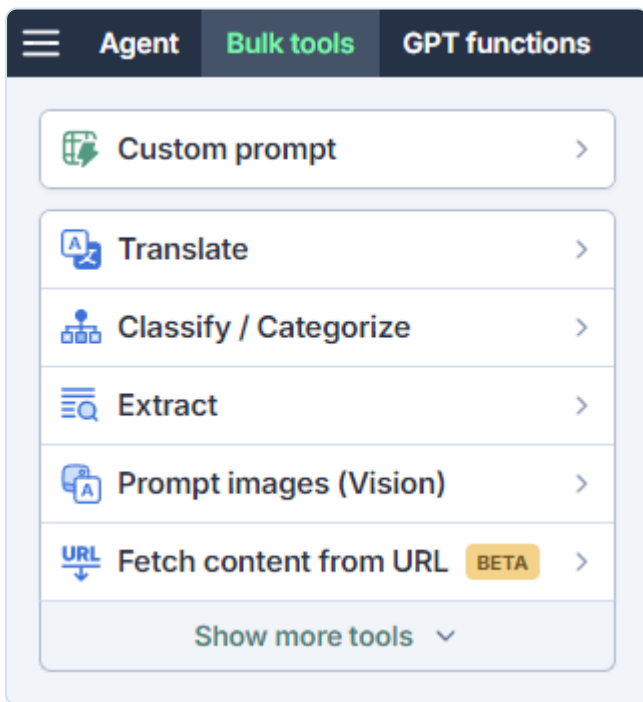 Agent Bulk tools GPT functions
Custom prompt
Translate
Classify / Categorize
Extract
Prompt images (Vision)
URL Fetch content from URL BETA
Show more tools